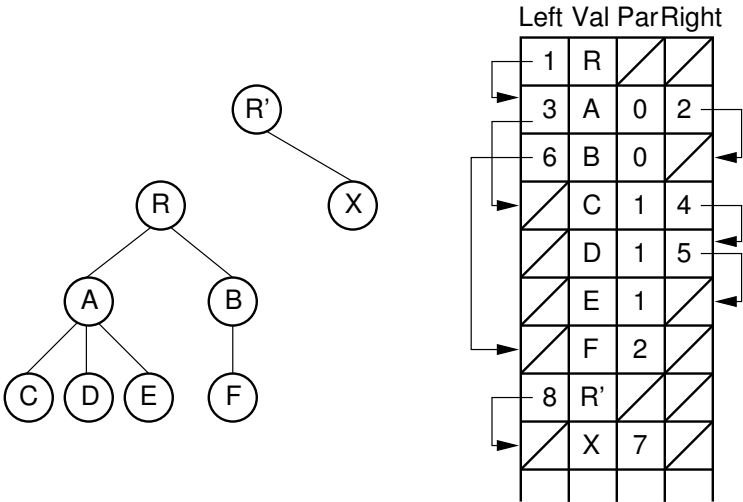 Left Val Par Right
1 R
R' 3 A 0 2
6 B 0
R X C 1 4
D 1 5
A B E 1
F 2
C D E F 8 R'
X 7